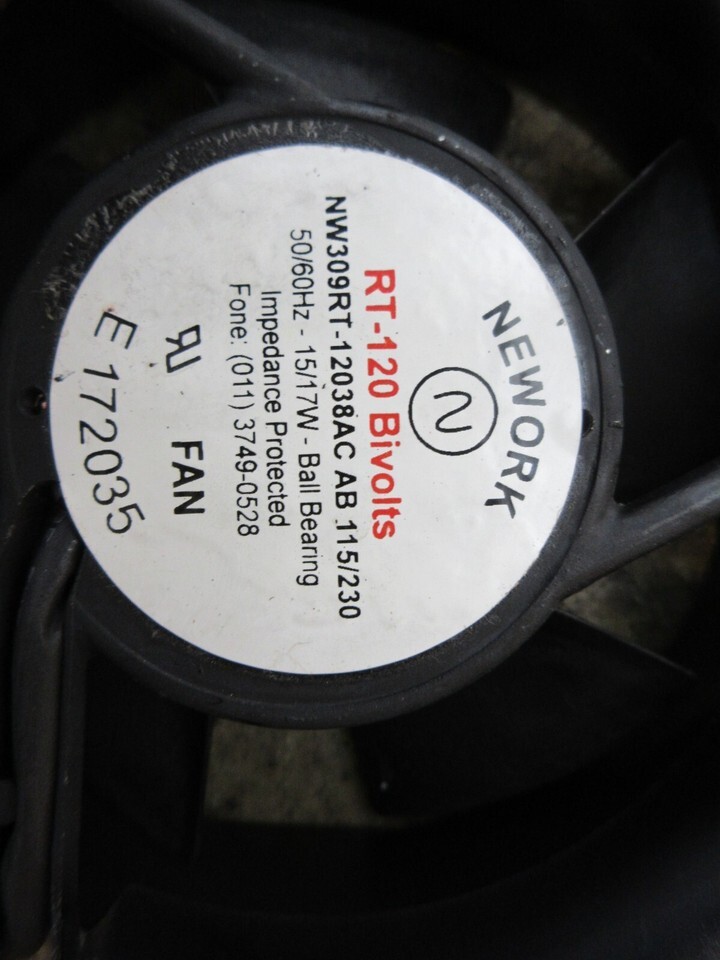 NEWORK
N
RT-120 Bivolts
NW309RT-12038AC AB 115/230
50/60Hz - 15/17W - Ball Bearing
Impedance Protected
Fone: (011) 3749-0528
FAN
E 172035